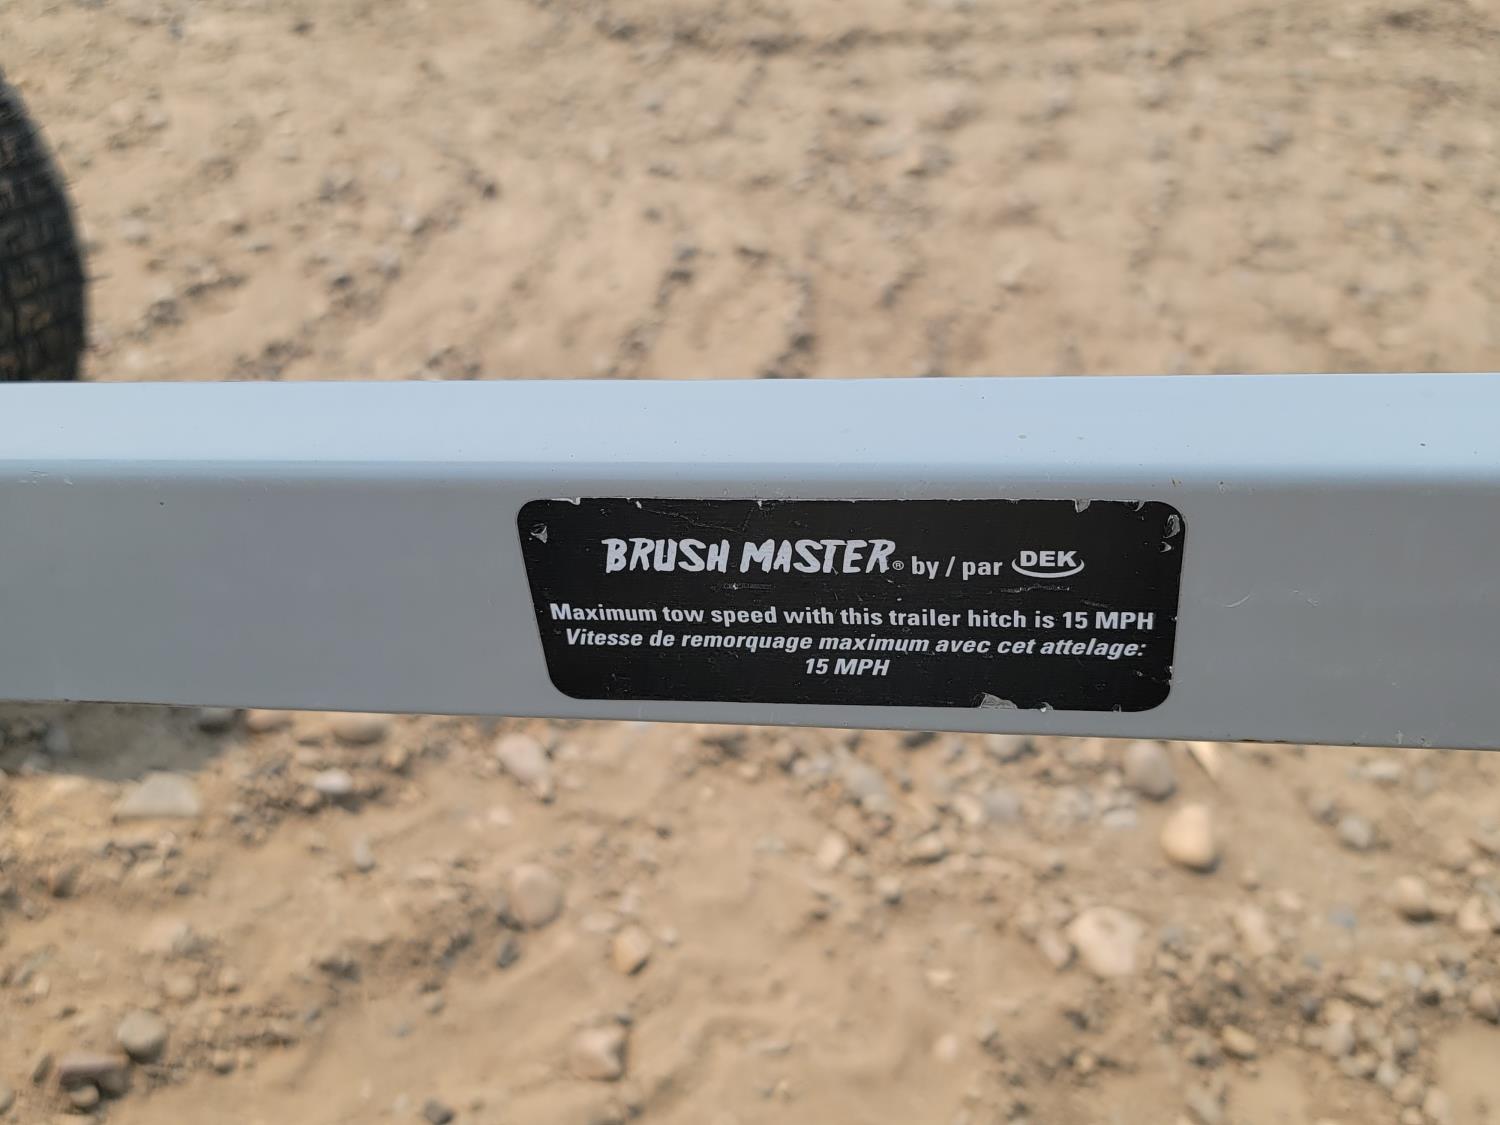 BRUSH MASTER® by / par DEK
Maximum tow speed with this trailer hitch is 15 MPH
Vitesse de remorquage maximum avec cet attelage:
15 MPH